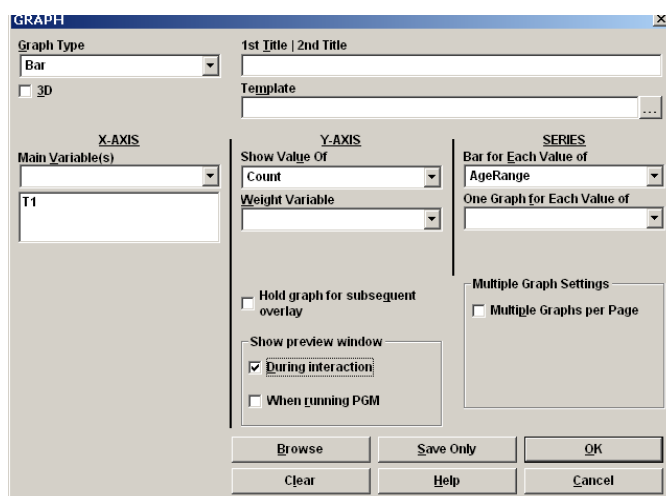 GRAPH
Graph Type
Bar
3D
1st Title | 2nd Title
Template
...
X-AXIS
Main Variable(s)
T1
Y-AXIS
Show Value Of
Count
Weight Variable
SERIES
Bar for Each Value of
AgeRange
One Graph for Each Value of
Hold graph for subsequent
overlay
Show preview window
During interaction
When running PGM
Multiple Graph Settings
Multiple Graphs per Page
Browse
Save Only
OK
Clear
Help
Cancel